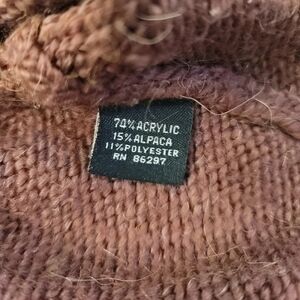 74% ACRYLIC
15% ALPACA
11% POLYESTER
RN 86297